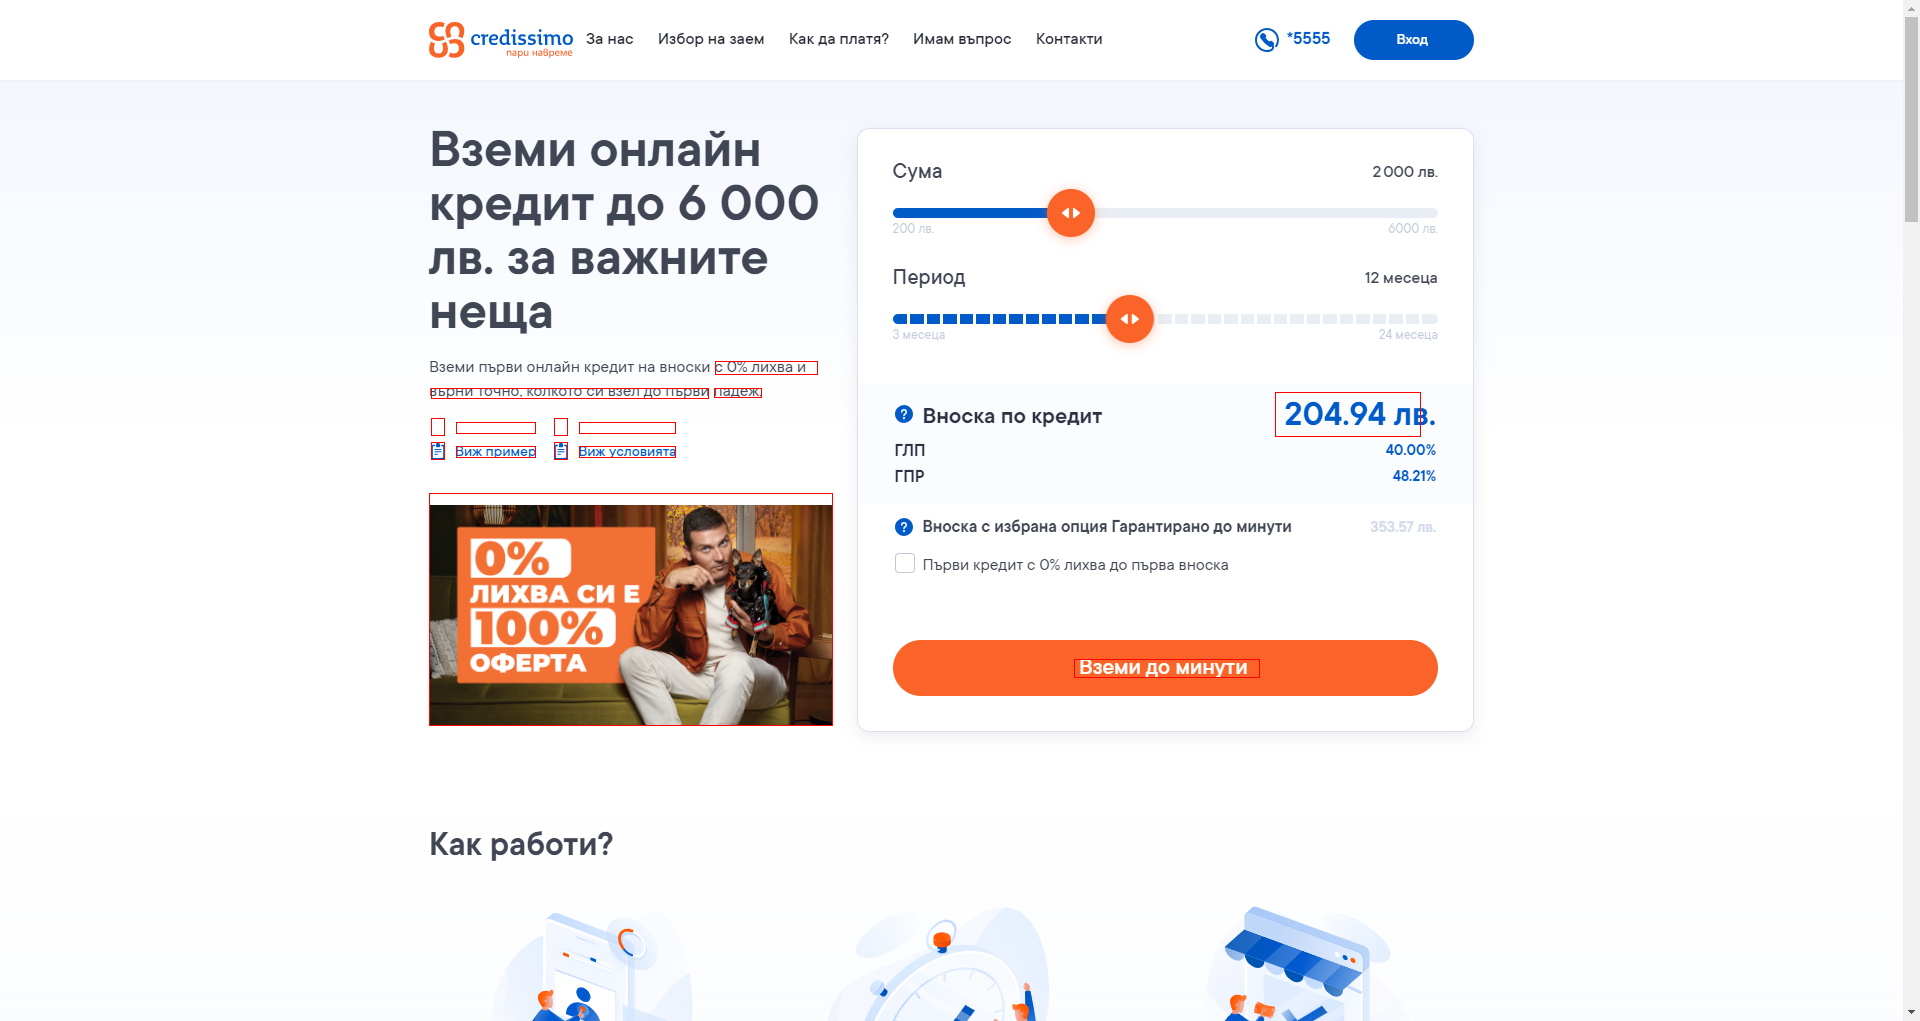 credissimo
пари навреме
За нас
Избор на заем
Как да платя?
Имам въпрос
Контакти
*5555
Вход
Вземи онлайн
кредит до 6 000
лв. за важните
неща
Вземи първи онлайн кредит на вноски с 0% лихва и
върни точно, колкото си взел до първи падеж.
Виж пример
Виж условията
0%
ЛИХВА СИ Е
100%
ОФЕРТА
Сума
2 000 лв.
200 лв.
6000 лв.
Период
12 месеца
3 месеца
24 месеца
Вноска по кредит
204.94 лв.
ГЛП
40.00%
ГПР
48.21%
Вноска с избрана опция Гарантирано до минути
353.57 лв.
Първи кредит с 0% лихва до първа вноска
Вземи до минути
Как работи?